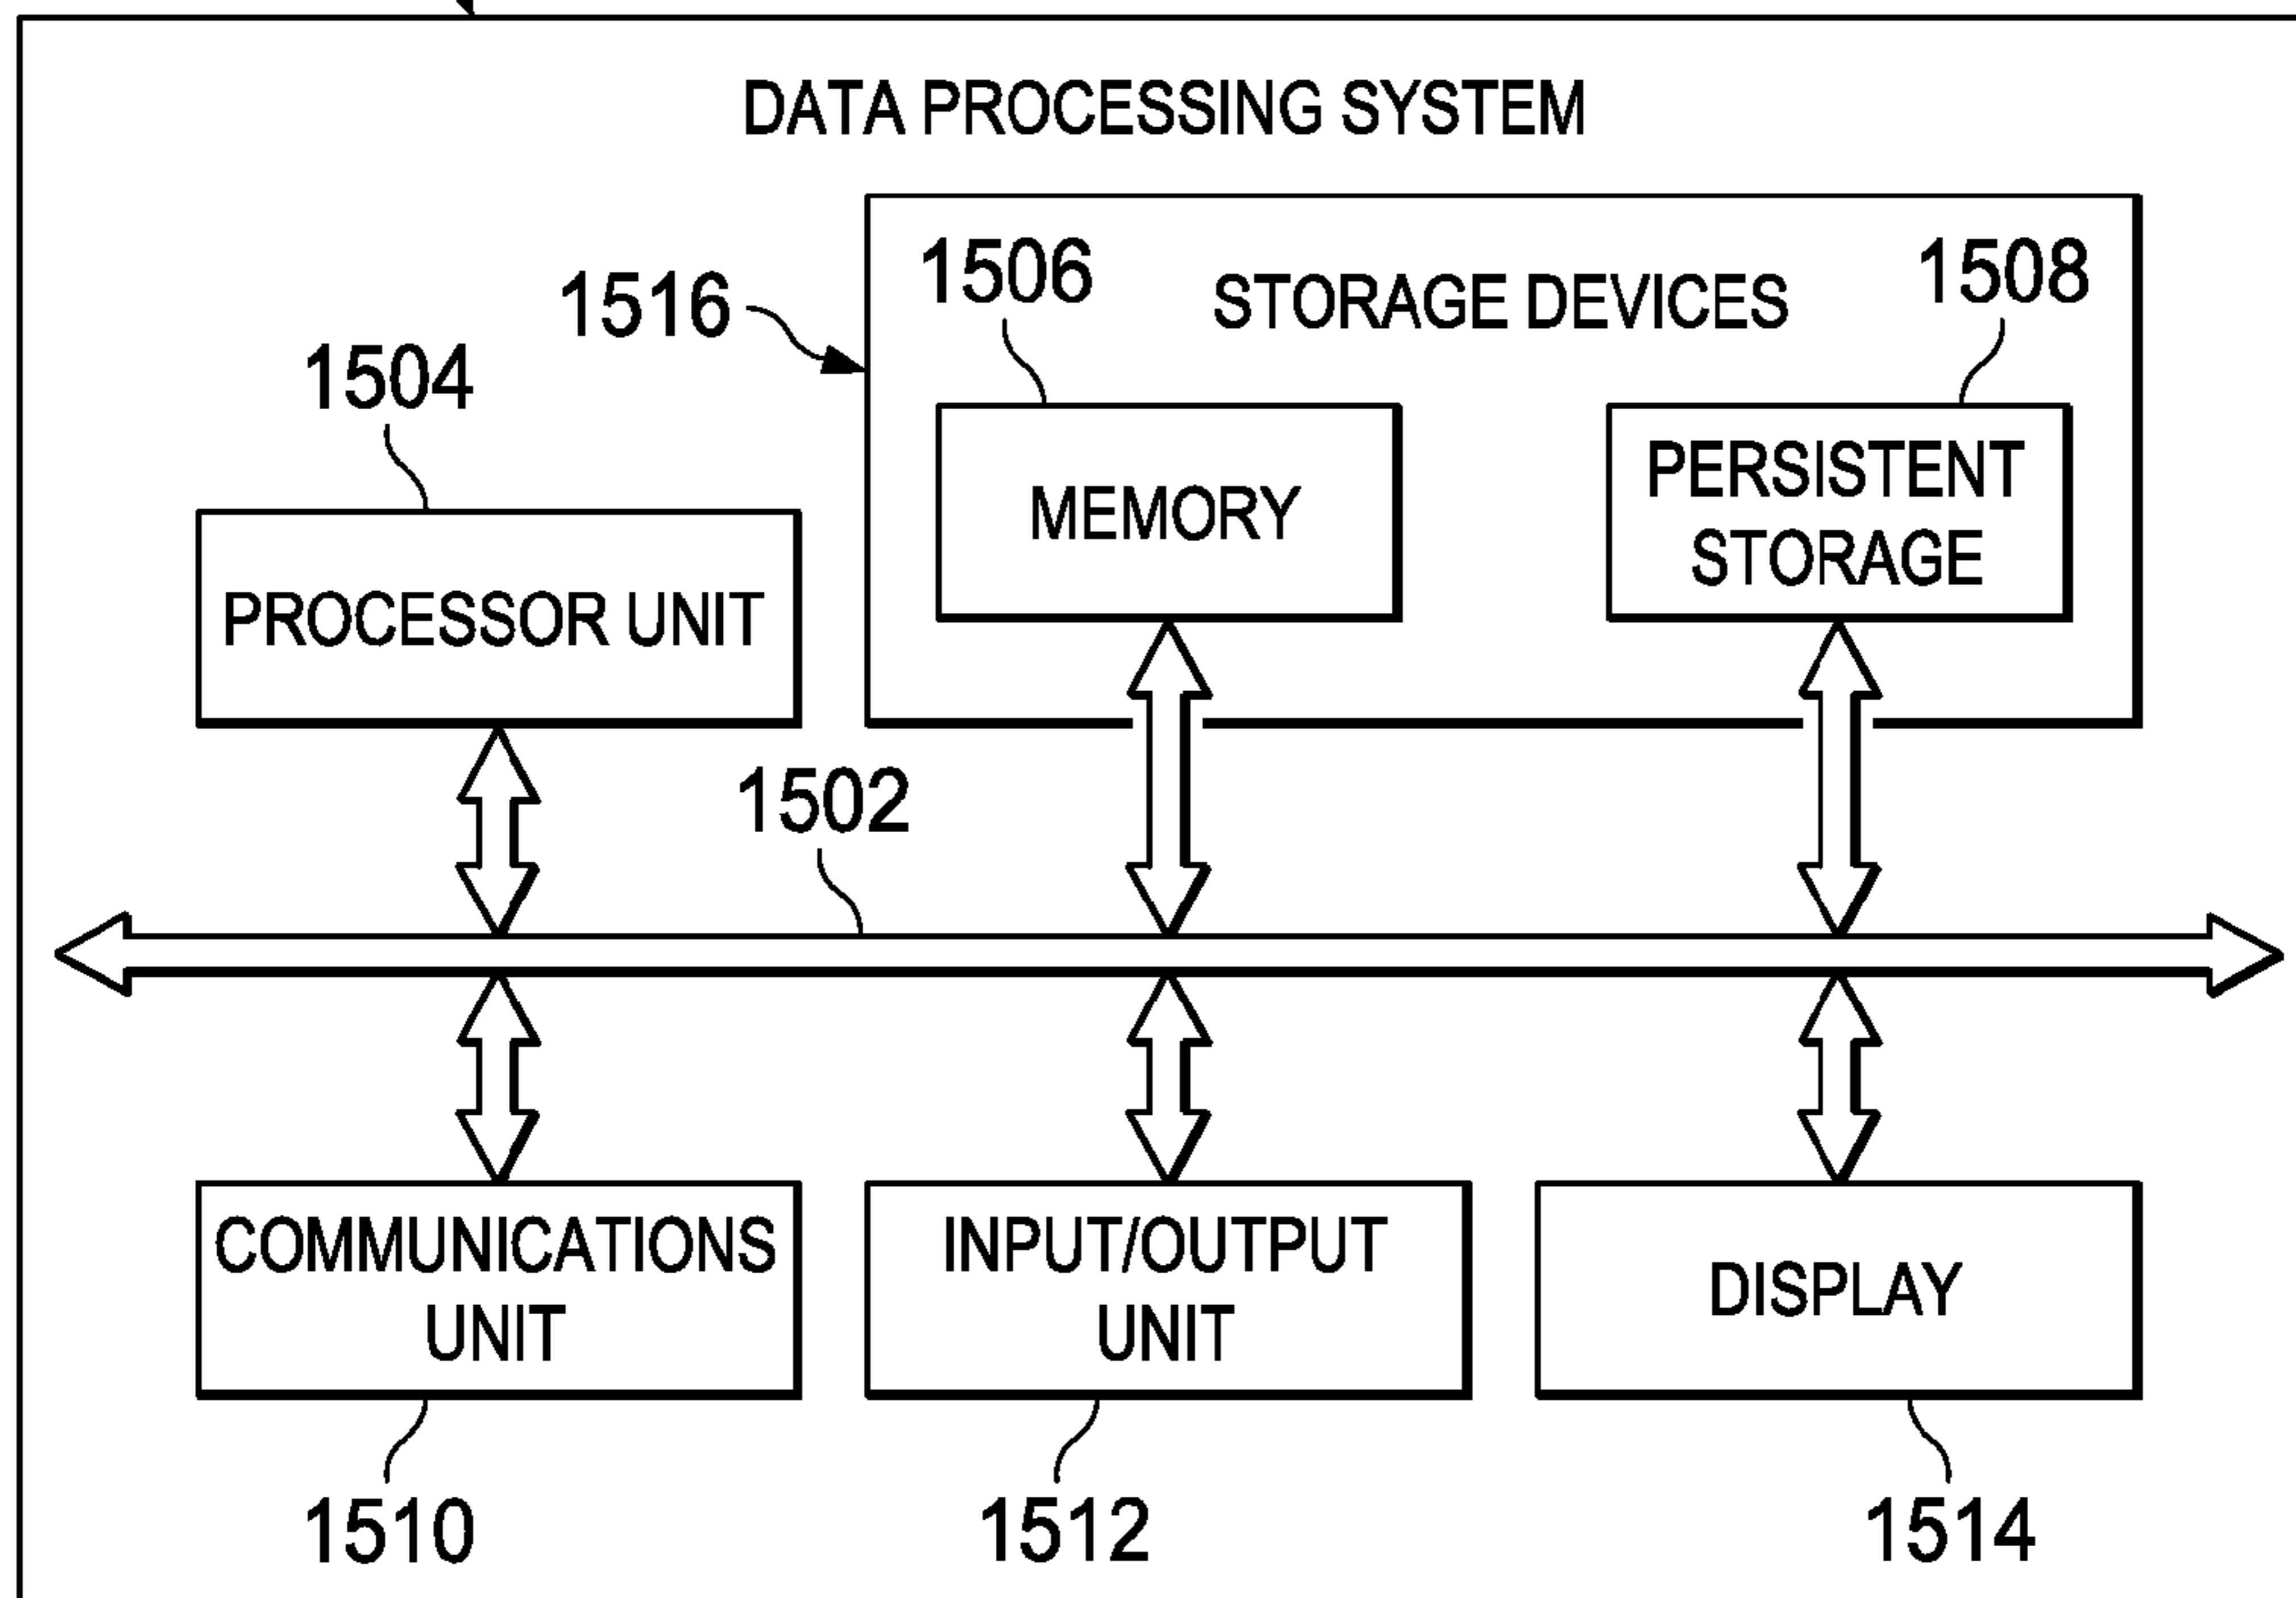 DATA PROCESSING SYSTEM
1506
STORAGE DEVICES
1508
1516
1504
MEMORY
PERSISTENT
STORAGE
PROCESSOR UNIT
1502
COMMUNICATIONS
UNIT
INPUT/OUTPUT
UNIT
DISPLAY
1510
1512
1514